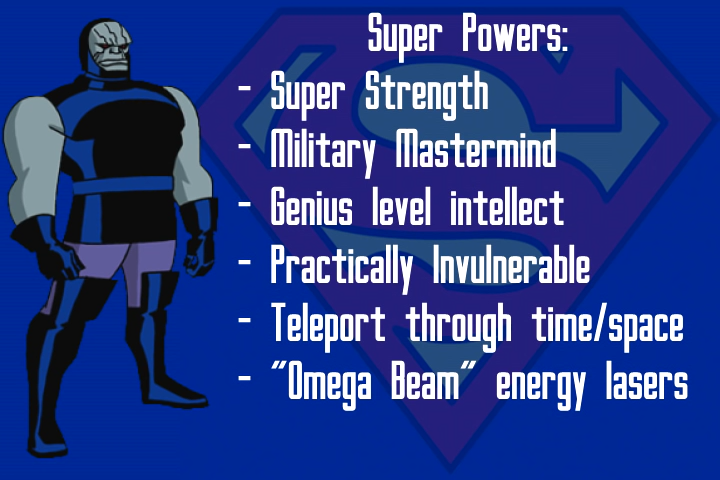 Super Powers:
- Super Strength
- Military Mastermind
- Genius level intellect
- Practically Invulnerable
- Teleport through time/space
- "Omega Beam" energy lasers